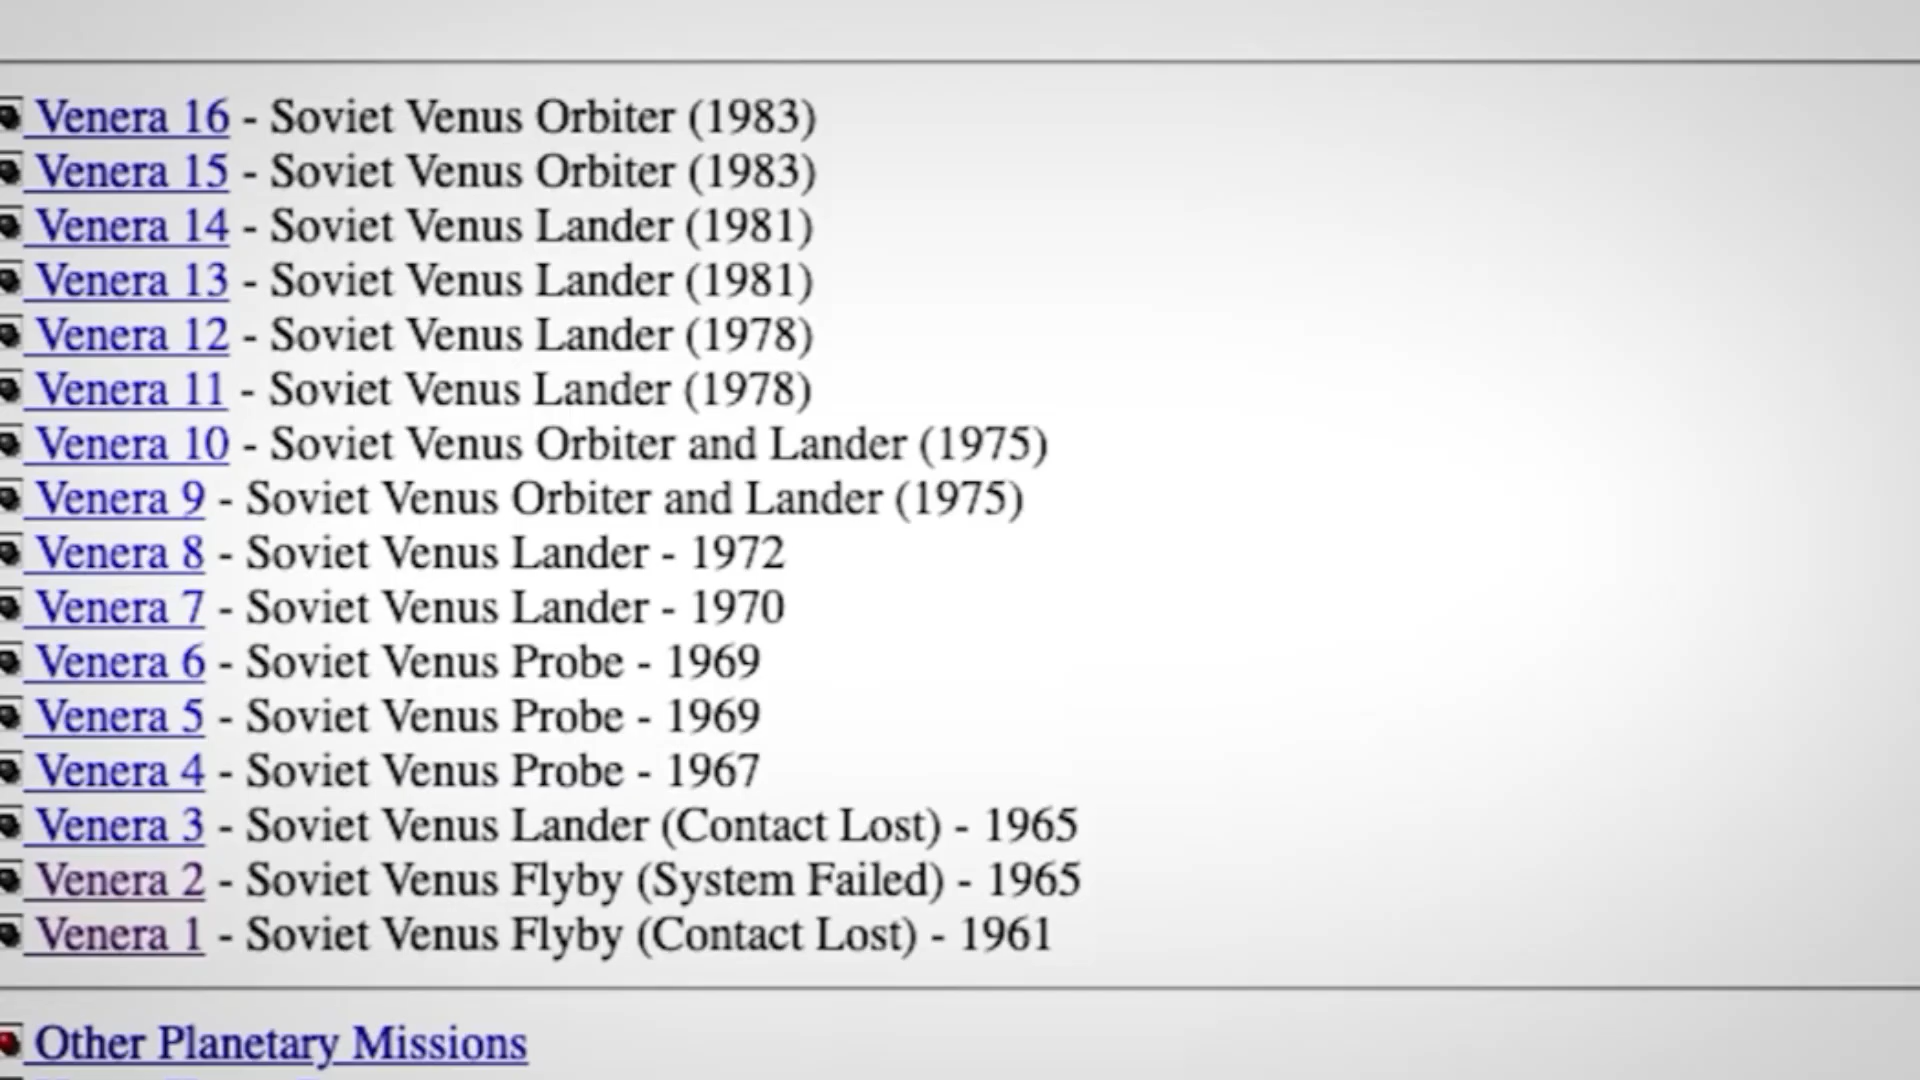 Venera 16 - Soviet Venus Orbiter (1983)
Venera 15 - Soviet Venus Orbiter (1983)
Venera 14 - Soviet Venus Lander (1981)
Venera 13 - Soviet Venus Lander (1981)
Venera 12 - Soviet Venus Lander (1978)
Venera 11 - Soviet Venus Lander (1978)
Venera 10 - Soviet Venus Orbiter and Lander (1975)
Venera 9 - Soviet Venus Orbiter and Lander (1975)
Venera 8 - Soviet Venus Lander - 1972
Venera 7 - Soviet Venus Lander - 1970
Venera 6 - Soviet Venus Probe - 1969
Venera 5 - Soviet Venus Probe - 1969
Venera 4 - Soviet Venus Probe - 1967
Venera 3 - Soviet Venus Lander (Contact Lost) - 1965
Venera 2 - Soviet Venus Flyby (System Failed) - 1965
Venera 1 - Soviet Venus Flyby (Contact Lost) - 1961
Other Planetary Missions